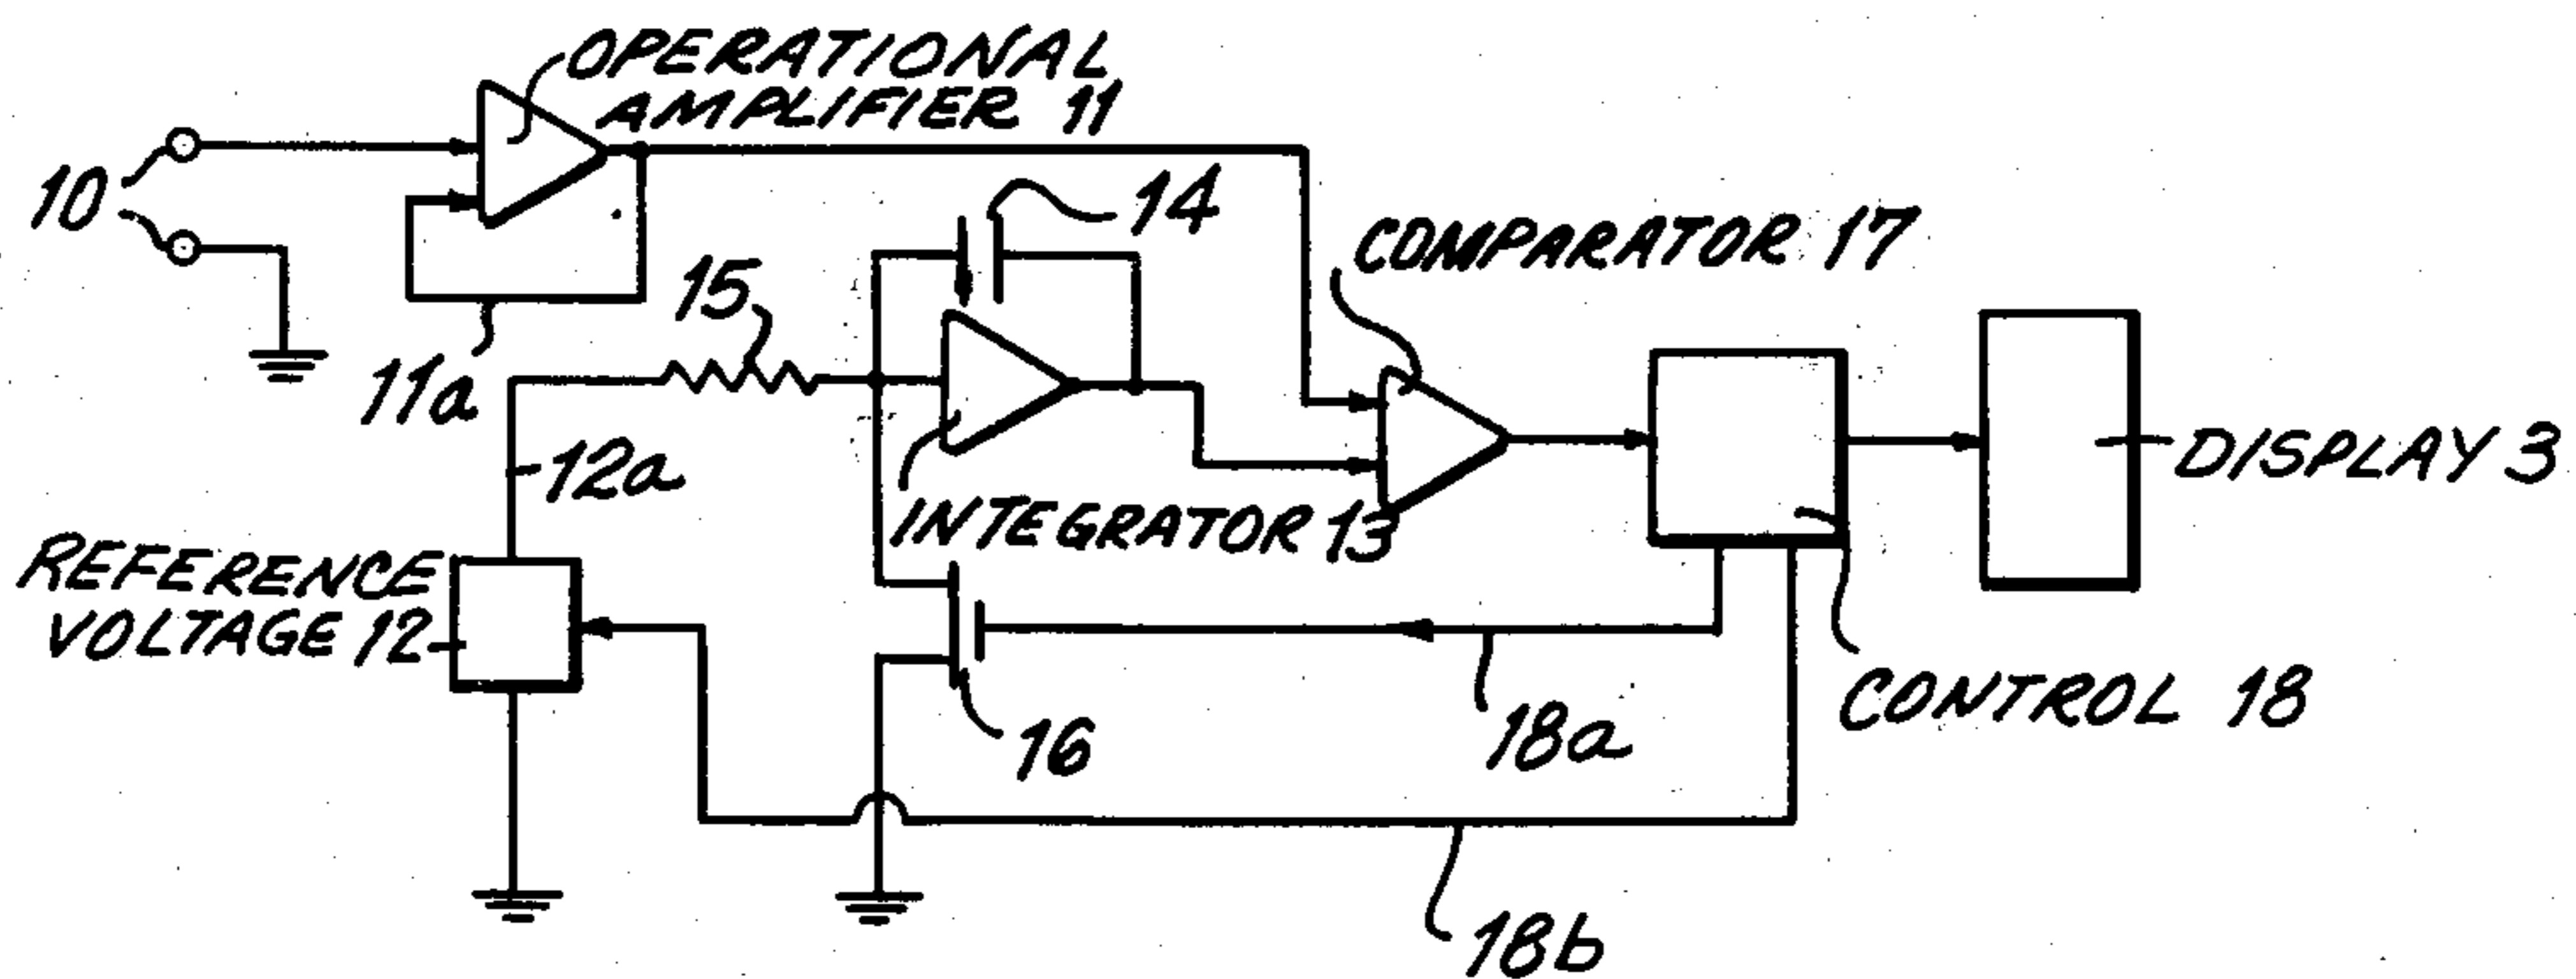 OPERATIONAL
AMPLIFIER 11
10
14
COMPARATOR 17
15
11a
12a
DISPLAY 3
INTEGRATOR 13
REFERENCE
VOLTAGE 12
CONTROL 18
16
18a
18b